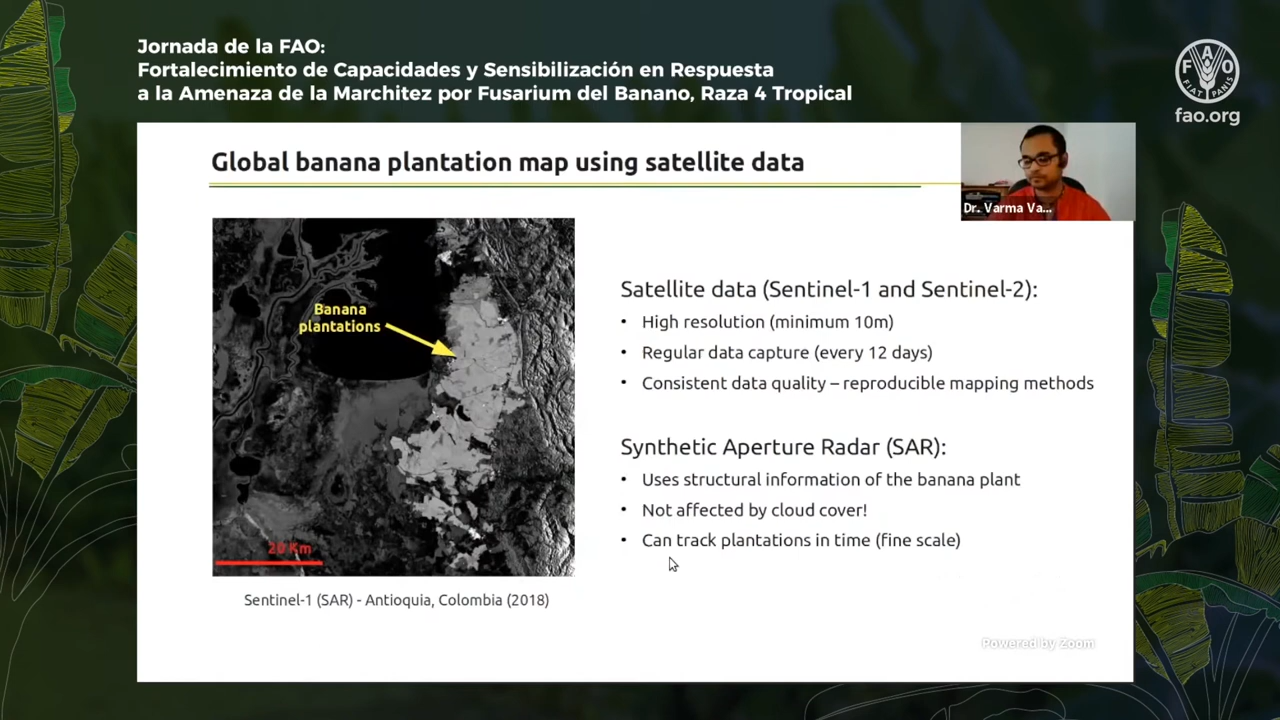 Jornada de la FAO:
Fortalecimiento de Capacidades y Sensibilización en Respuesta
a la Amenaza de la Marchitez por Fusarium del Banano, Raza 4 Tropical
F A O
FIAT PANIS
fao.org
Global banana plantation map using satellite data
Dr. Varma Va...
Banana
plantations
20 Km
Sentinel-1 (SAR) - Antioquia, Colombia (2018)
Satellite data (Sentinel-1 and Sentinel-2):
• High resolution (minimum 10m)
• Regular data capture (every 12 days)
• Consistent data quality – reproducible mapping methods
Synthetic Aperture Radar (SAR):
• Uses structural information of the banana plant
• Not affected by cloud cover!
• Can track plantations in time (fine scale)
Powered by Zoom